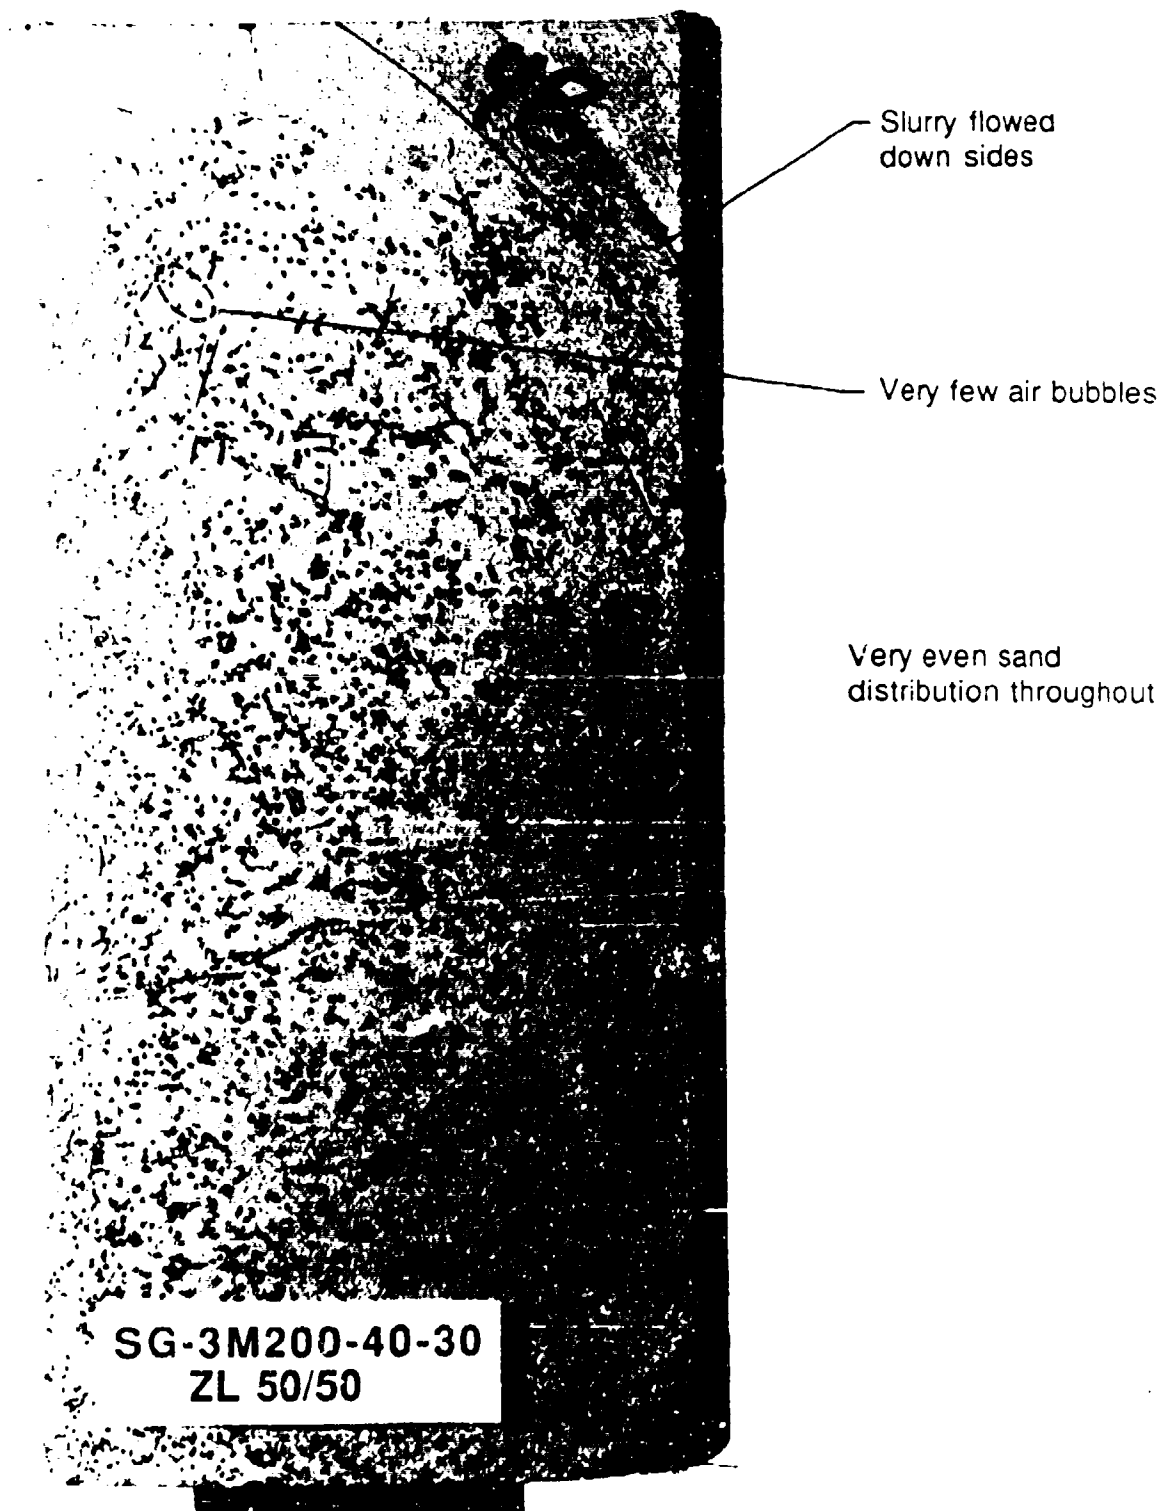 Slurry flowed
down sides
Very few air bubbles
Very even sand
distribution throughout
SG-3M200-40-30
ZL 50/50